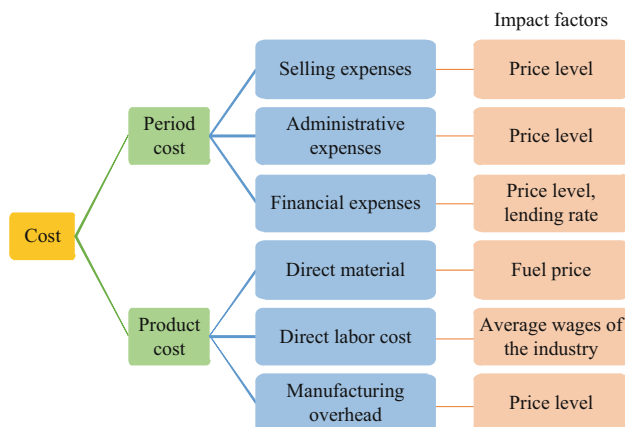 Impact factors
Selling expenses
Price level
Period
cost
Administrative
expenses
Price level
Financial expenses
Price level,
lending rate
Cost
Direct material
Fuel price
Product
cost
Direct labor cost
Average wages of
the industry
Manufacturing
overhead
Price level